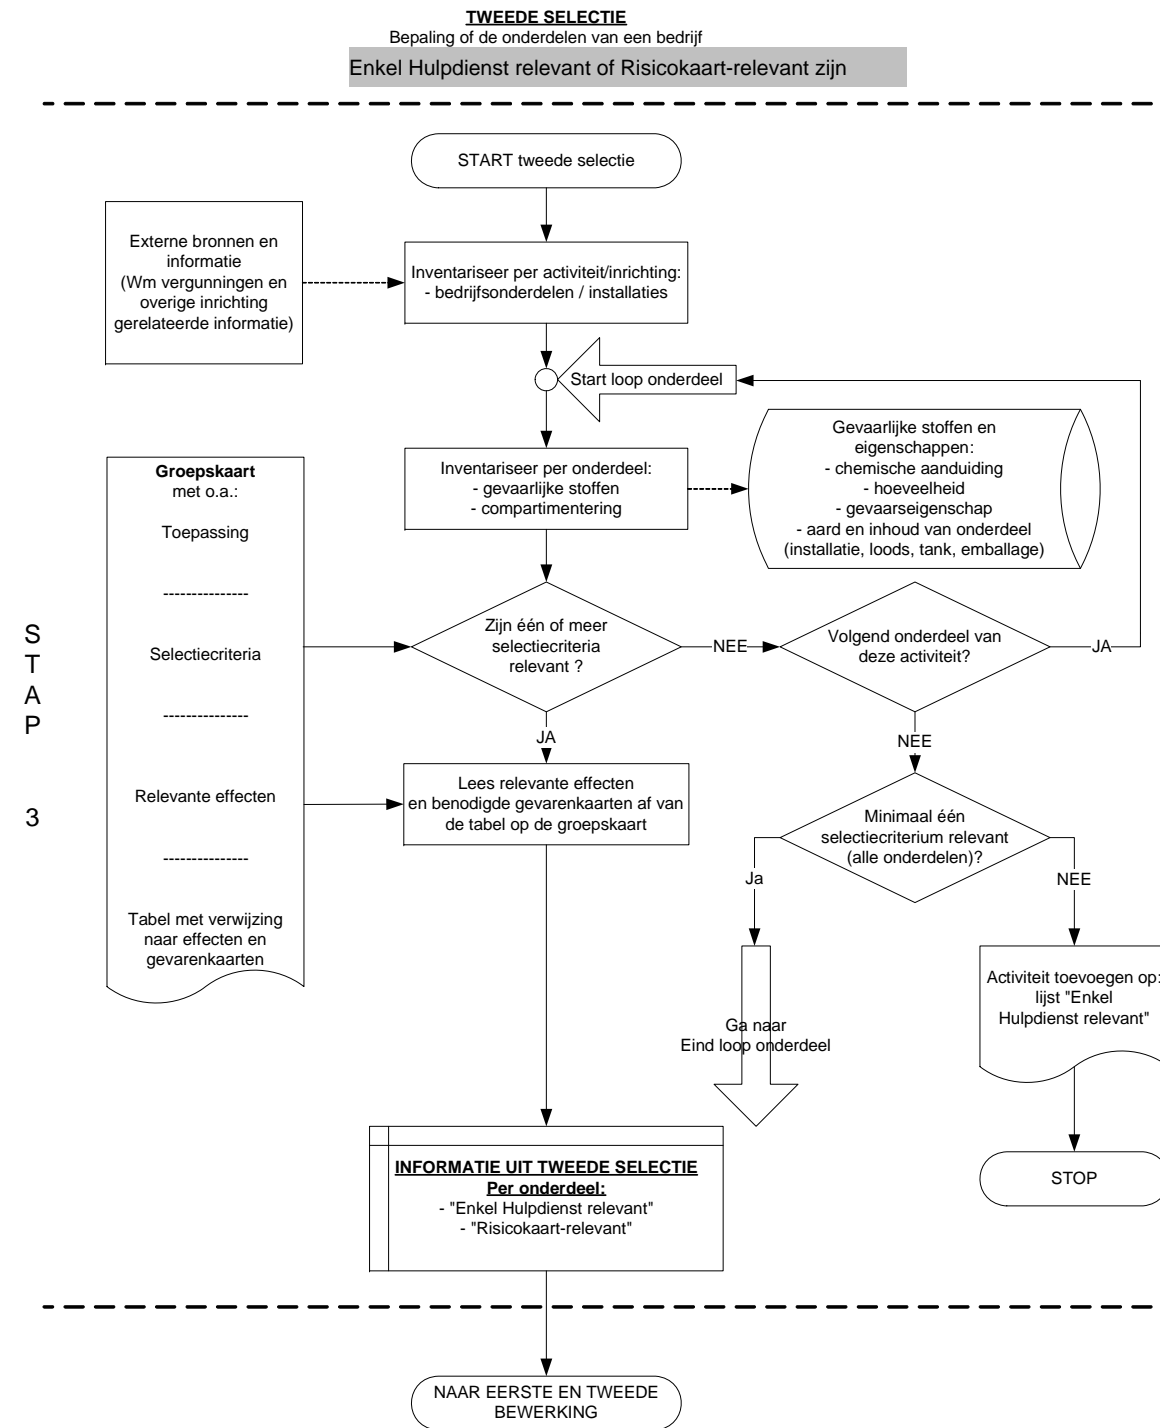 TWEEDE SELECTIE
Bepaling of de onderdelen van een bedrijf
Enkel Hulpdienst relevant of Risicokaart-relevant zijn
START tweede selectie
Externe bronnen en
informatie
(Wm vergunningen en
overige inrichting
gerelateerde informatie)
Inventariseer per activiteit/inrichting:
- bedrijfsonderdelen / installaties
Start loop onderdeel
Groepskaart
met o.a.:
Toepassing
---------------
Selectiecriteria
---------------
Relevante effecten
---------------
Tabel met verwijzing
naar effecten en
gevarenkaarten
Inventariseer per onderdeel:
- gevaarlijke stoffen
- compartimentering
Gevaarlijke stoffen en
eigenschappen:
- chemische aanduiding
- hoeveelheid
- gevaarseigenschap
- aard en inhoud van onderdeel
(installatie, loods, tank, emballage)
S
T
A
P
3
Zijn één of meer
selectiecriteria
relevant ?
NEE
Volgend onderdeel van
deze activiteit?
JA
JA
NEE
Lees relevante effecten
en benodigde gevarenkaarten af van
de tabel op de groepskaart
Minimaal één
selectiecriterium relevant
(alle onderdelen)?
Ja
NEE
Ga naar
Eind loop onderdeel
Activiteit toevoegen op:
lijst "Enkel
Hulpdienst relevant"
STOP
INFORMATIE UIT TWEEDE SELECTIE
Per onderdeel:
- "Enkel Hulpdienst relevant"
- "Risicokaart-relevant"
NAAR EERSTE EN TWEEDE
BEWERKING